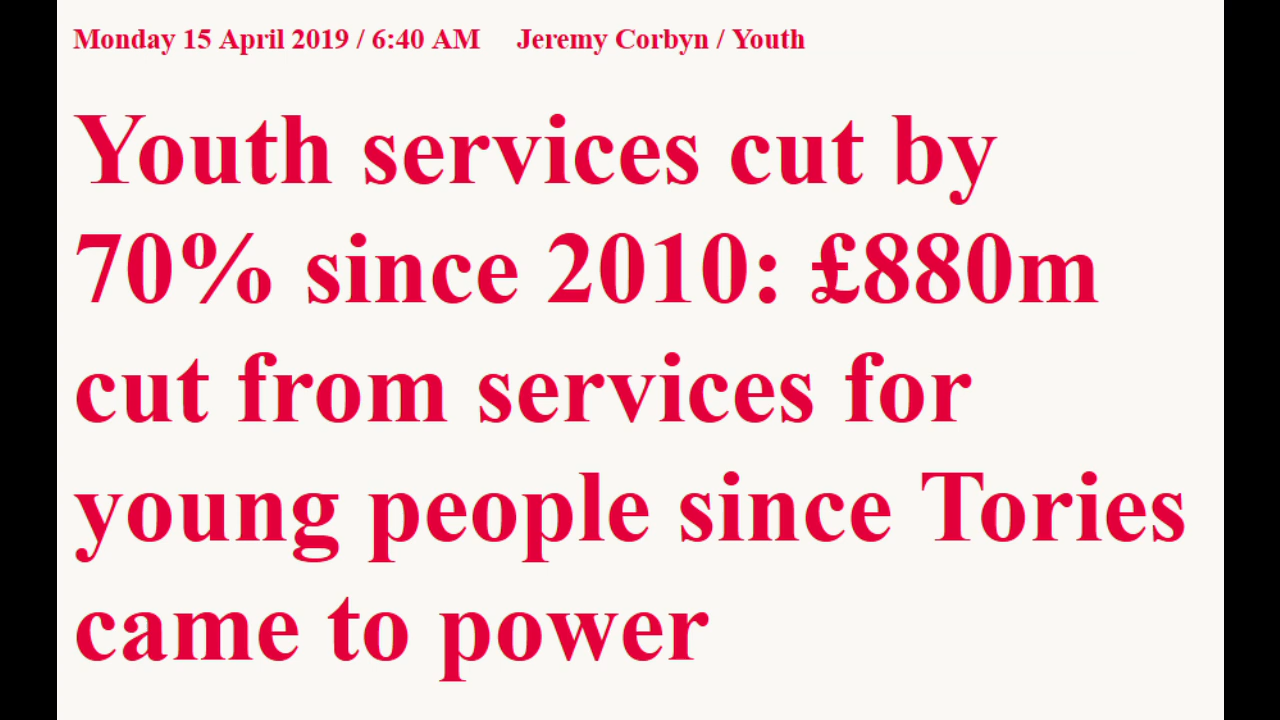 Monday 15 April 2019 / 6:40 AM Jeremy Corbyn / Youth
Youth services cut by
70% since 2010: £880m
cut from services for
young people since Tories
came to power